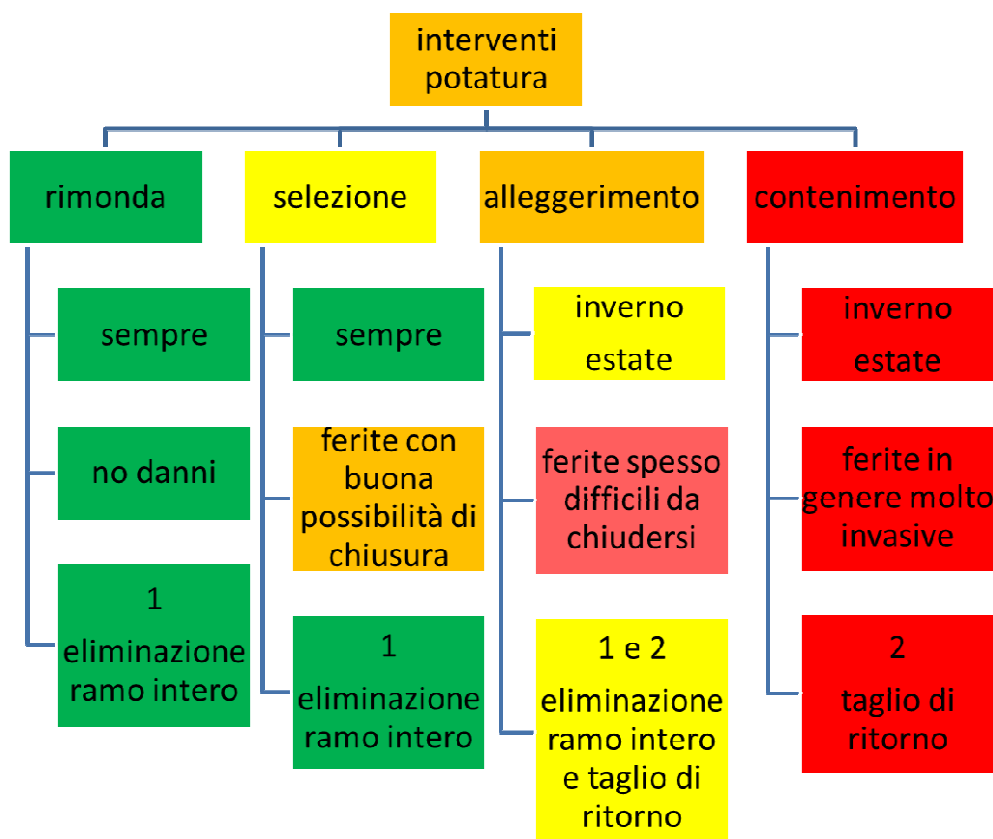 interventi
potatura
rimonda
selezione
alleggerimento
contenimento
sempre
no danni
1
eliminazione
ramo intero
sempre
ferite con
buona
possibilità di
chiusura
1
eliminazione
ramo intero
inverno
estate
ferite spesso
difficili da
chiudersi
1 e 2
eliminazione
ramo intero
e taglio di
ritorno
inverno
estate
ferite in
genere molto
invasive
2
taglio di
ritorno